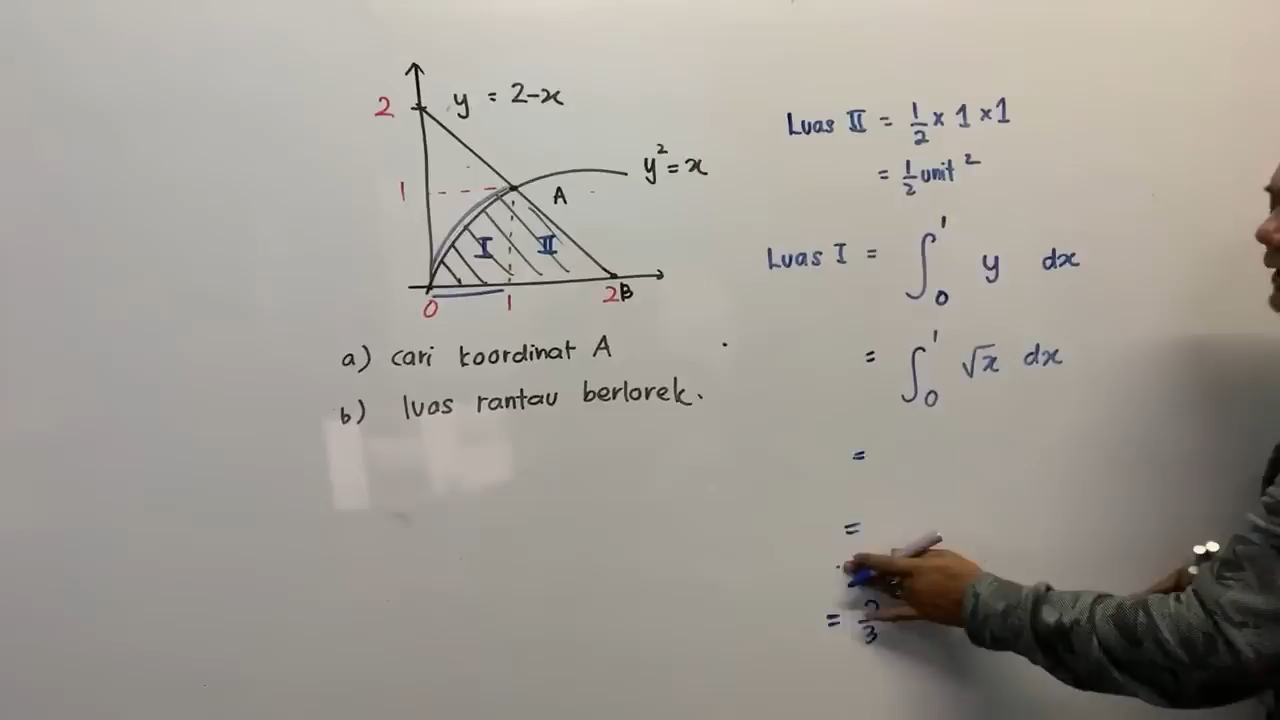 2
y = 2-x
y² = x
1
A
I
II
0
1
2
B
a) cari koordinat A
b) luas rantau berlorek.
Luas II = 1/2 × 1 × 1
= 1/2 unit²
Luas I = ∫₀¹ y dx
= ∫₀¹ √x dx
=
=
= 2/3